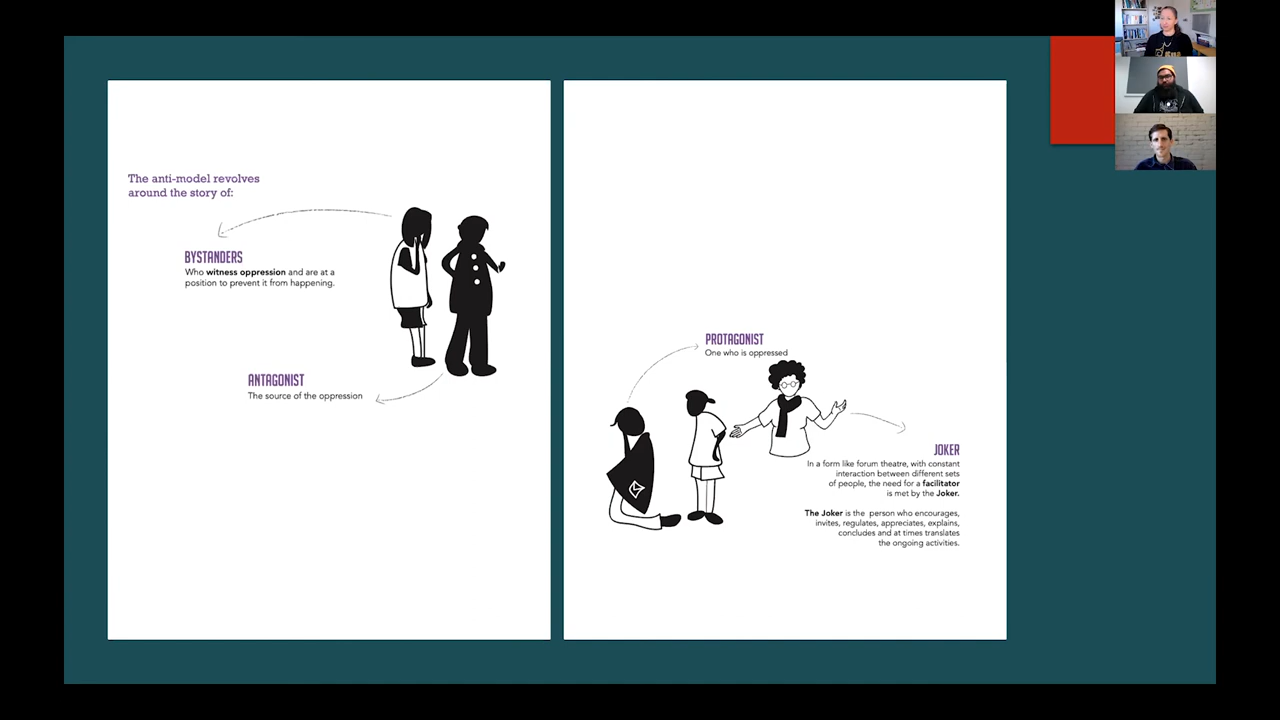 The anti-model revolves
around the story of:
BYSTANDERS
Who witness oppression and are at a
position to prevent it from happening.
ANTAGONIST
The source of the oppression
PROTAGONIST
One who is oppressed
JOKER
In a form like forum theatre, with constant
interaction between different sets
of people, the need for a facilitator
is met by the Joker.
The Joker is the person who encourages,
invites, regulates, appreciates, explains,
concludes and at times translates
the ongoing activities.